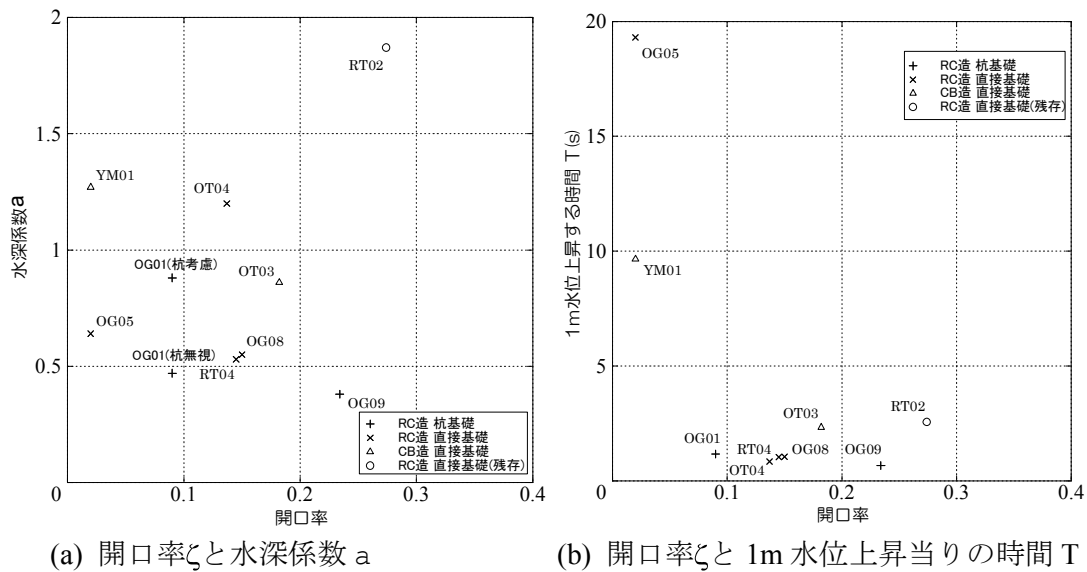 2
1.5
1
0.5
0
0
0.1
0.2
0.3
0.4
水深係数a
開口率
RT02
YM01
OT04
OG01(杭考慮)
OT03
OG05
OG01(杭無視)
OG08
RT04
OG09
RC造 杭基礎
RC造 直接基礎
CB造 直接基礎
RC造 直接基礎(残存)
(a) 開口率ζと水深係数 a
20
15
10
5
0
0
0.1
0.2
0.3
0.4
1m水位上昇する時間 T(s)
開口率
OG05
RC造 杭基礎
RC造 直接基礎
CB造 直接基礎
RC造 直接基礎(残存)
YM01
OT03
RT02
OG01
RT04
OG08
OG09
OT04
(b) 開口率ζと 1m 水位上昇当りの時間 T